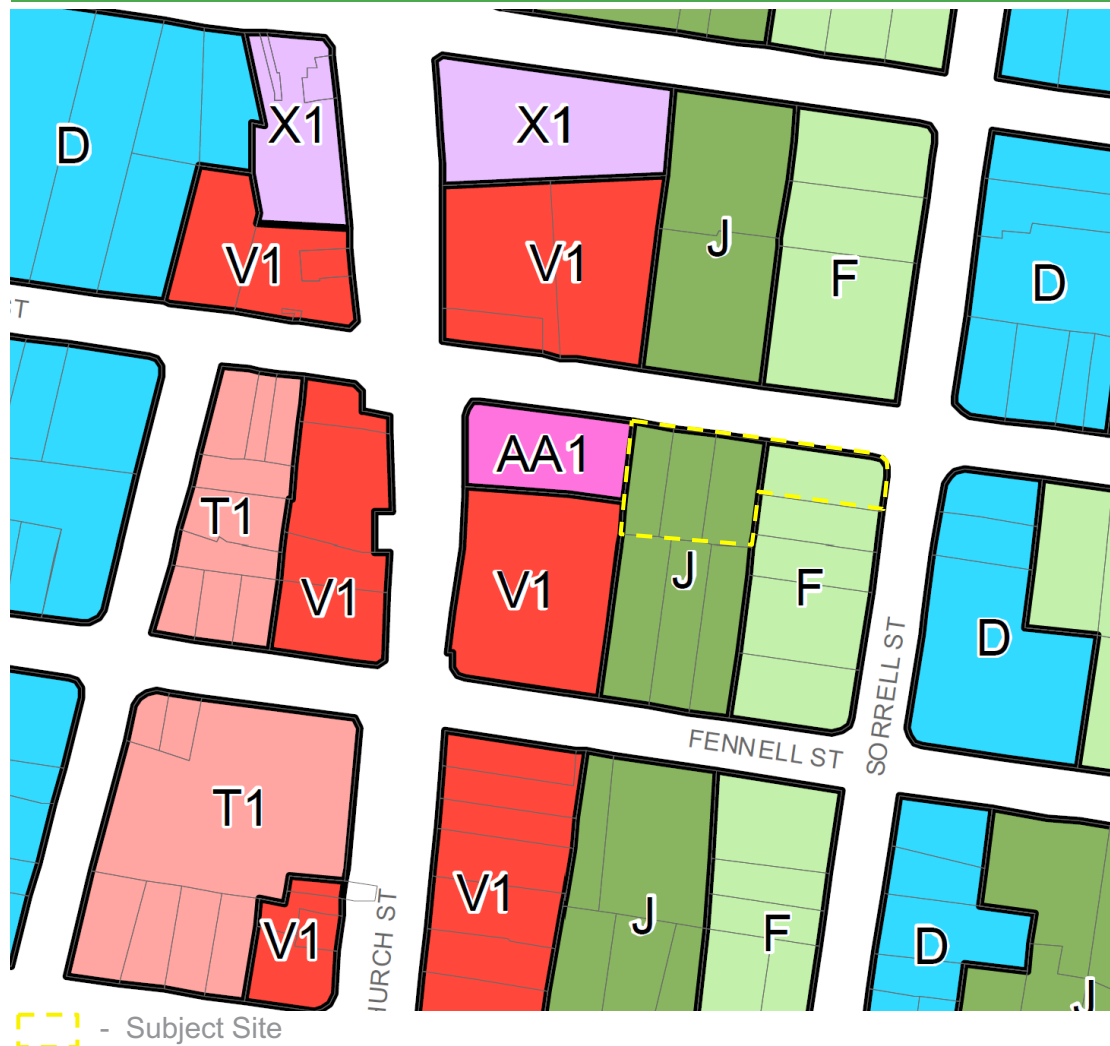 X1
D
X1
J
V1
V1
F
D
ST
AA1
T1
J
V1
V1
F
D
SORRELL ST
FENNELL ST
T1
V1
J
F
V1
D
HURCH ST
J
- Subject Site